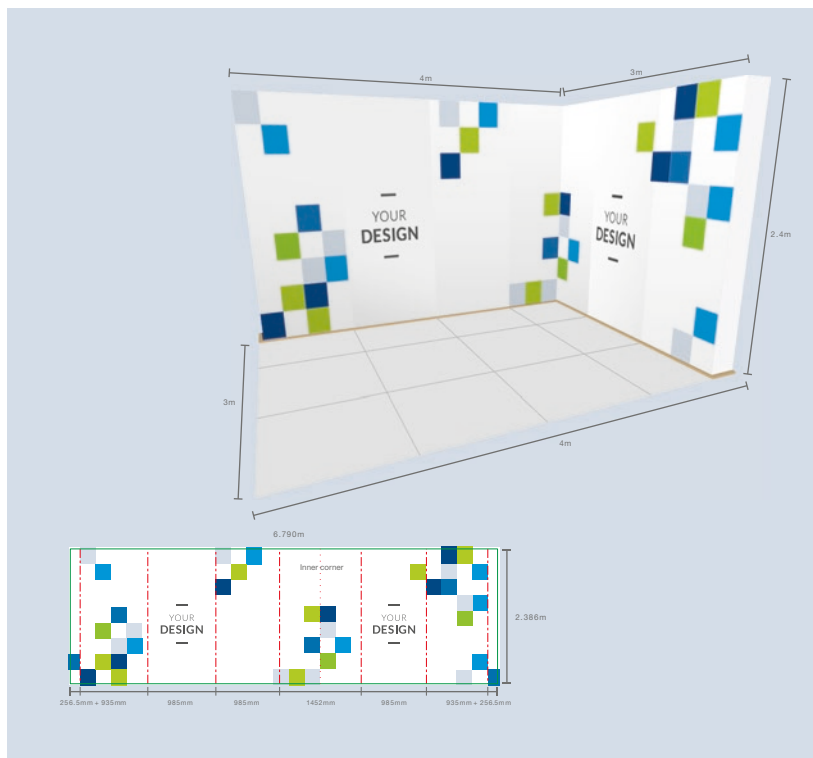 4m
3m
YOUR
DESIGN
YOUR
DESIGN
2.4m
3m
4m
6.790m
Inner corner
YOUR
DESIGN
YOUR
DESIGN
2.386m
256.5mm + 935mm
985mm
985mm
1452mm
985mm
935mm + 256.5mm